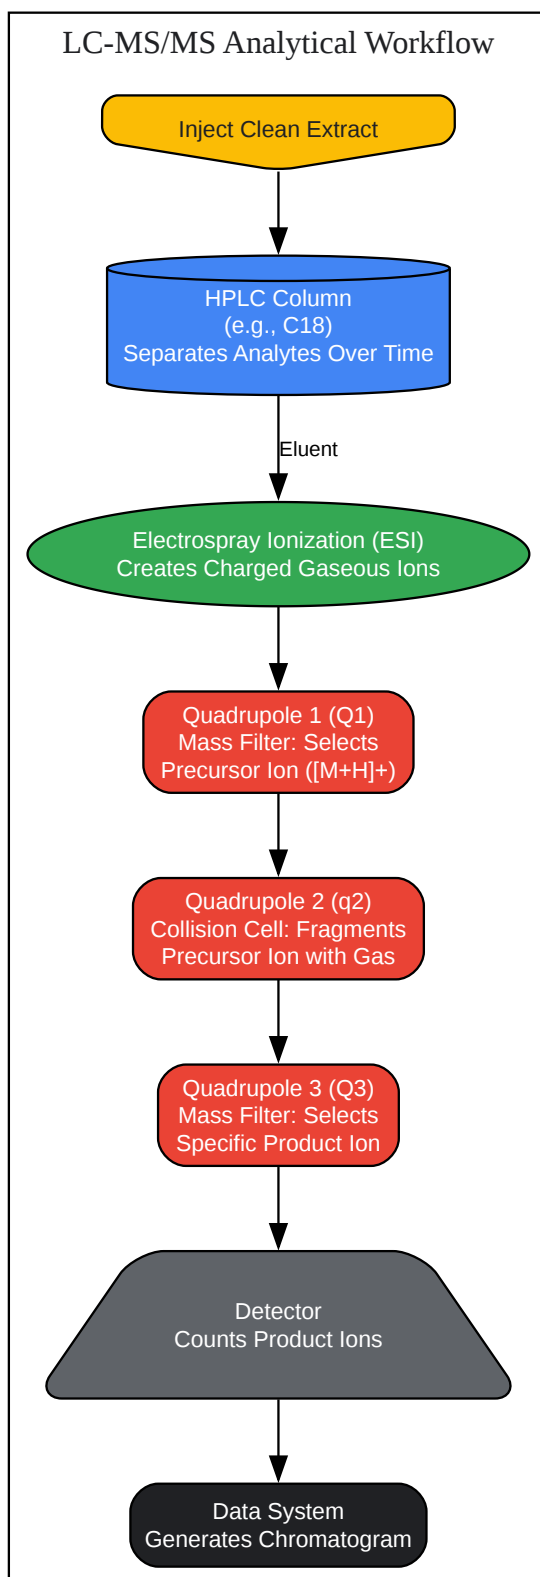 LC-MS/MS Analytical Workflow
Inject Clean Extract
HPLC Column
(e.g., C18)
Separates Analytes Over Time
Eluent
Electrospray Ionization (ESI)
Creates Charged Gaseous Ions
Quadrupole 1 (Q1)
Mass Filter: Selects
Precursor Ion ([M+H]+)
Quadrupole 2 (q2)
Collision Cell: Fragments
Precursor Ion with Gas
Quadrupole 3 (Q3)
Mass Filter: Selects
Specific Product Ion
Detector
Counts Product Ions
Data System
Generates Chromatogram